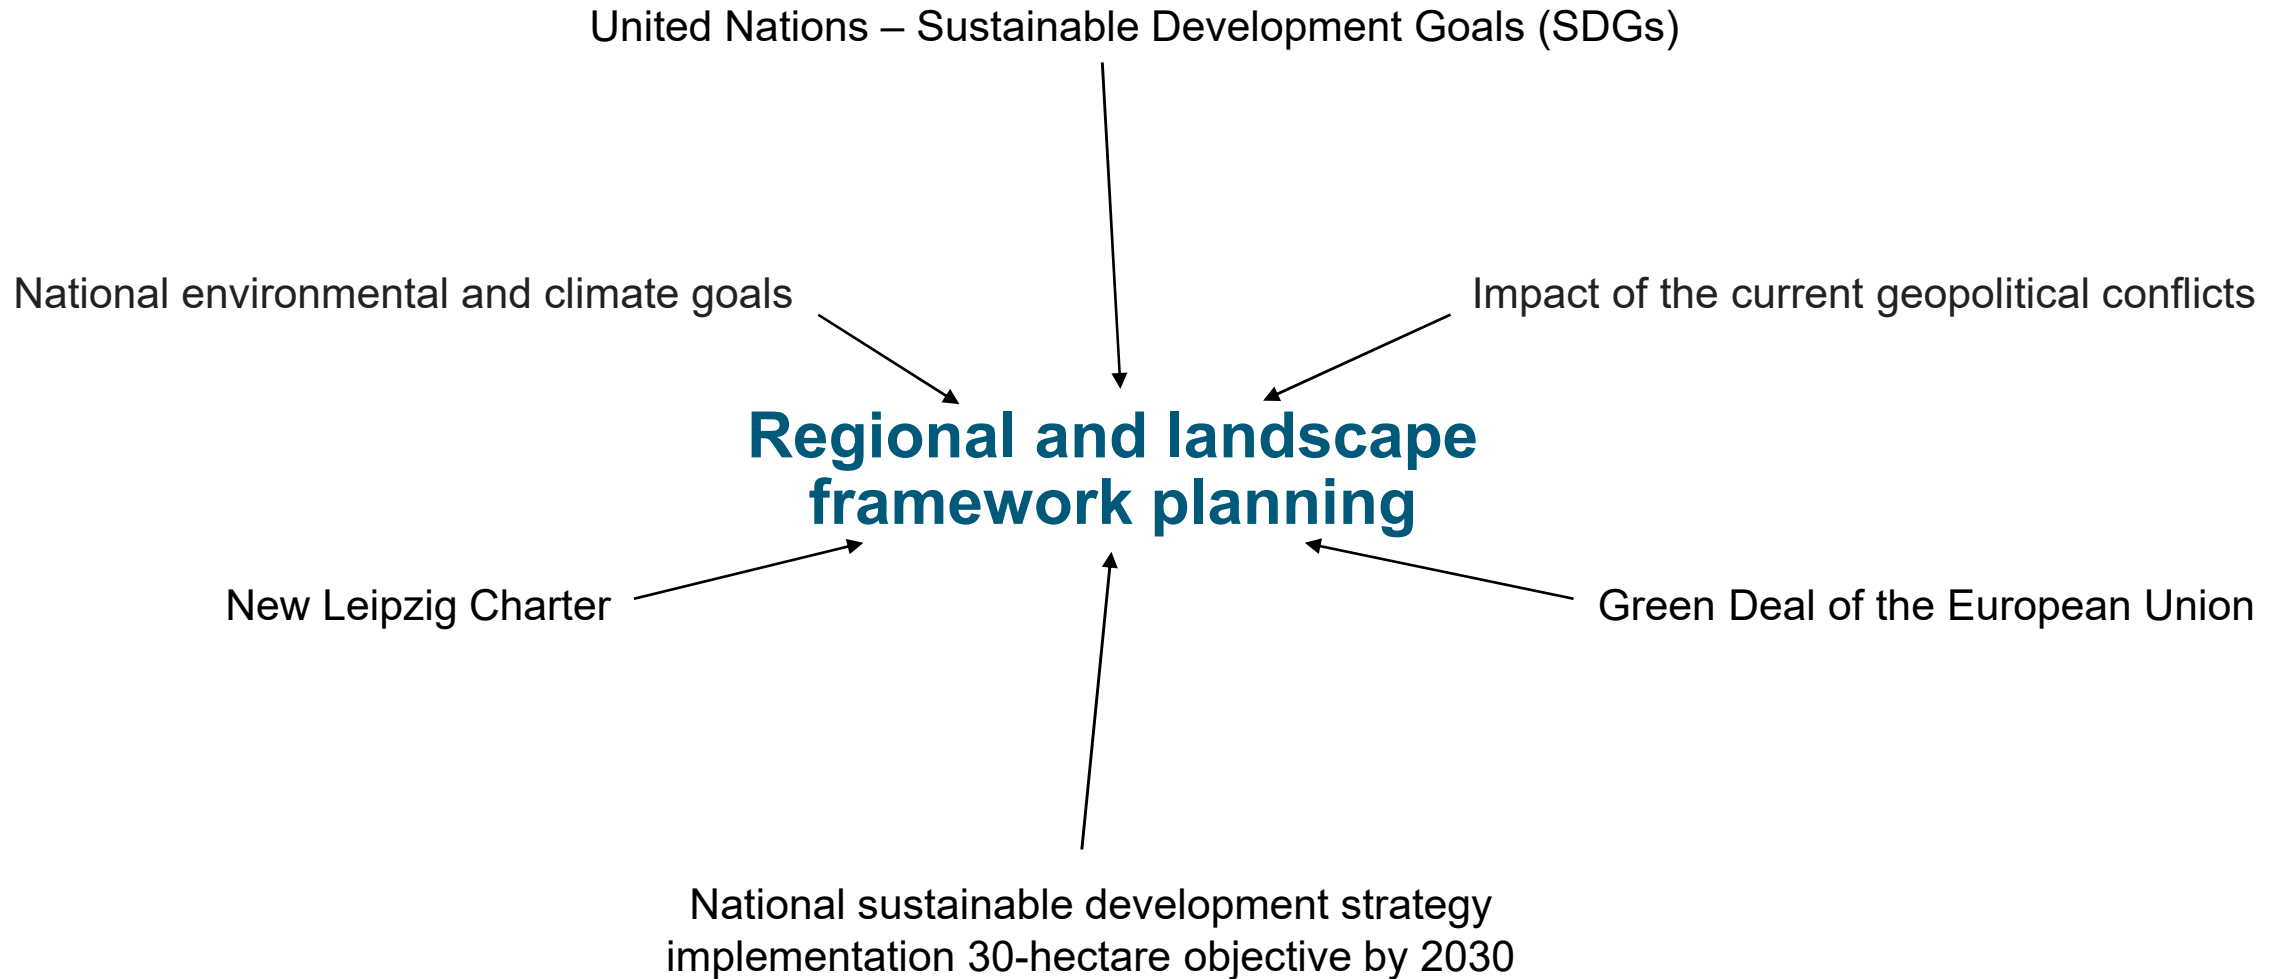 United Nations – Sustainable Development Goals (SDGs)
National environmental and climate goals
Impact of the current geopolitical conflicts
Regional and landscape
framework planning
New Leipzig Charter
Green Deal of the European Union
National sustainable development strategy
implementation 30-hectare objective by 2030